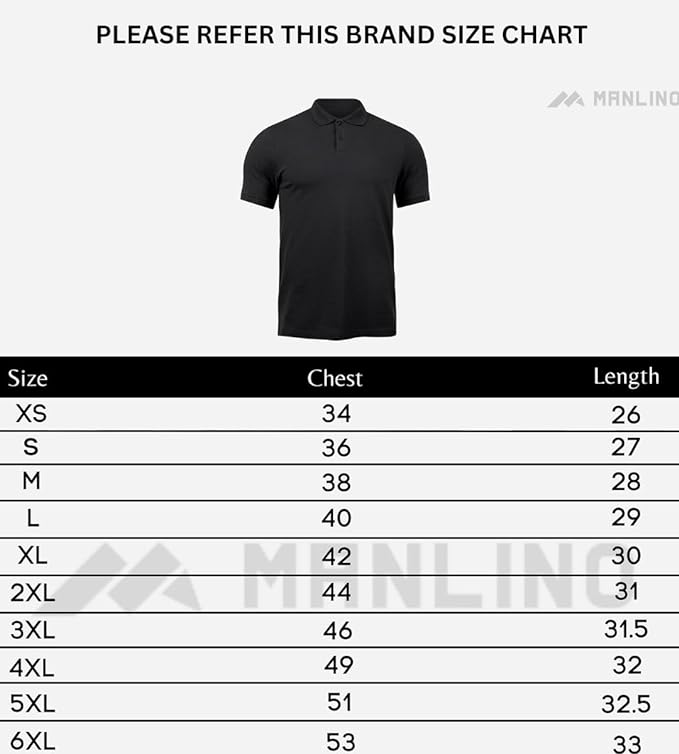 PLEASE REFER THIS BRAND SIZE CHART
MANLINO
Size Chest Length
XS 34 26
S 36 27
M 38 28
L 40 29
XL 42 30
MANLINO
2XL 44 31
3XL 46 31.5
4XL 49 32
5XL 51 32.5
6XL 53 33